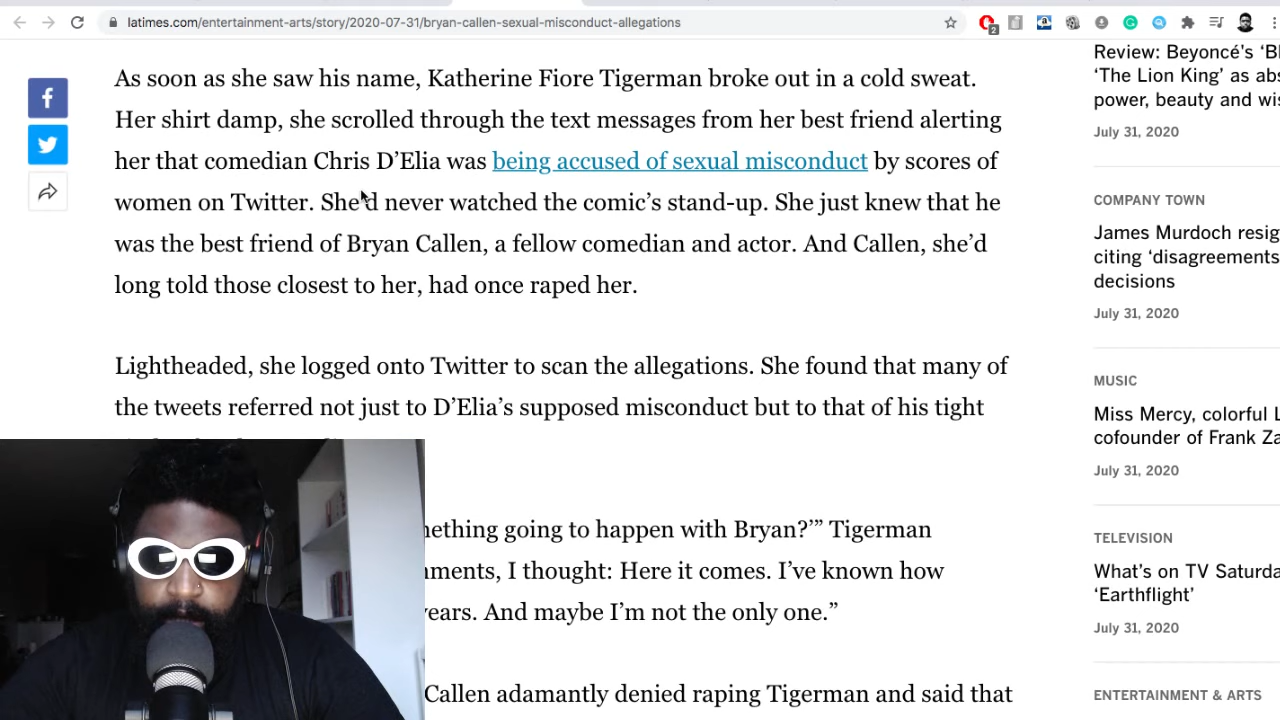 latimes.com/entertainment-arts/story/2020-07-31/bryan-callen-sexual-misconduct-allegations
2
As soon as she saw his name, Katherine Fiore Tigerman broke out in a cold sweat.
Her shirt damp, she scrolled through the text messages from her best friend alerting
her that comedian Chris D’Elia was being accused of sexual misconduct by scores of
women on Twitter. She’d never watched the comic’s stand-up. She just knew that he
was the best friend of Bryan Callen, a fellow comedian and actor. And Callen, she’d
long told those closest to her, had once raped her.
Lightheaded, she logged onto Twitter to scan the allegations. She found that many of
the tweets referred not just to D’Elia’s supposed misconduct but to that of his tight
going to happen with Bryan?’” Tigerman
I thought: Here it comes. I’ve known how
And maybe I’m not the only one.”
Callen adamantly denied raping Tigerman and said that
Review: Beyoncé's
‘The Lion King’ as
power, beauty and
July 31, 2020
COMPANY TOWN
James Murdoch
citing ‘disagreements
decisions
July 31, 2020
MUSIC
Miss Mercy, colorful
cofounder of Frank
July 31, 2020
TELEVISION
What’s on TV
‘Earthflight’
July 31, 2020
ENTERTAINMENT & ARTS